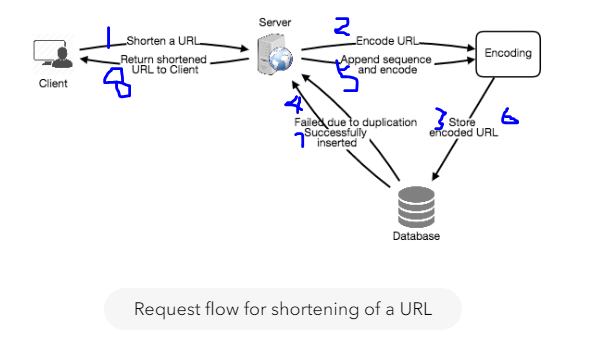 Server
1
2
Shorten a URL
Encode URL
Return shortened
URL to Client
Append sequence
and encode
Encoding
8
5
Client
4
Failed due to duplication
7
Successfully
inserted
3
Store
encoded URL
6
Database
Request flow for shortening of a URL